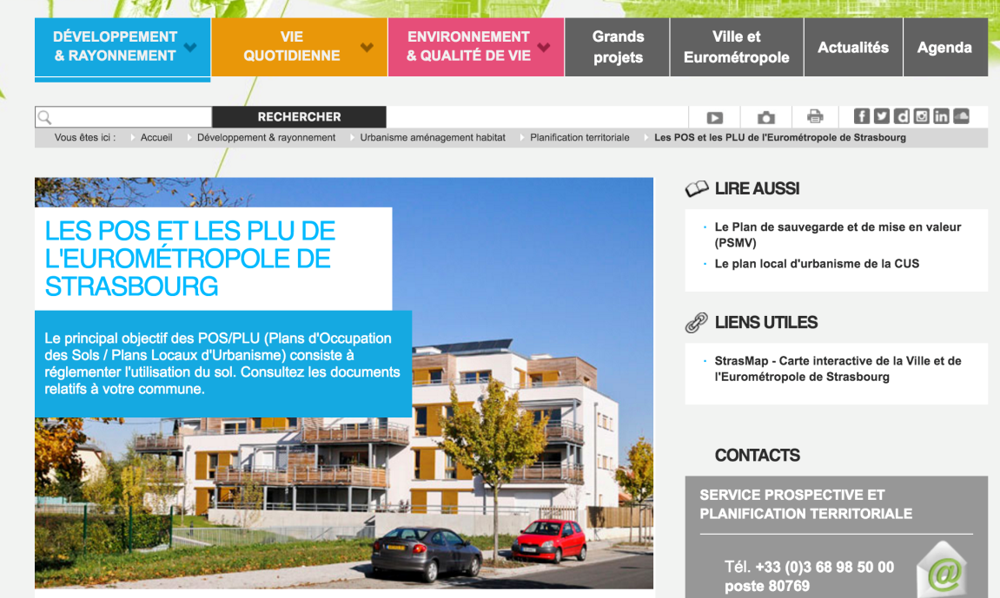 DÉVELOPPEMENT
& RAYONNEMENT
VIE
QUOTIDIENNE
ENVIRONNEMENT
& QUALITÉ DE VIE
Grands
projets
Ville et
Eurométropole
Actualités
Agenda
RECHERCHER
Vous êtes ici : Accueil Développement & rayonnement Urbanisme aménagement habitat Planification territoriale Les POS et les PLU de l'Eurométropole de Strasbourg
LES POS ET LES PLU DE
L'EUROMÉTROPOLE DE
STRASBOURG
Le principal objectif des POS/PLU (Plans d'Occupation
des Sols / Plans Locaux d'Urbanisme) consiste à
réglementer l'utilisation du sol. Consultez les documents
relatifs à votre commune.
LIRE AUSSI
Le Plan de sauvegarde et de mise en valeur
(PSMV)
Le plan local d'urbanisme de la CUS
LIENS UTILES
StrasMap - Carte interactive de la Ville et de
l'Eurométropole de Strasbourg
CONTACTS
SERVICE PROSPECTIVE ET
PLANIFICATION TERRITORIALE
Tél. +33 (0)3 68 98 50 00
poste 80769
@